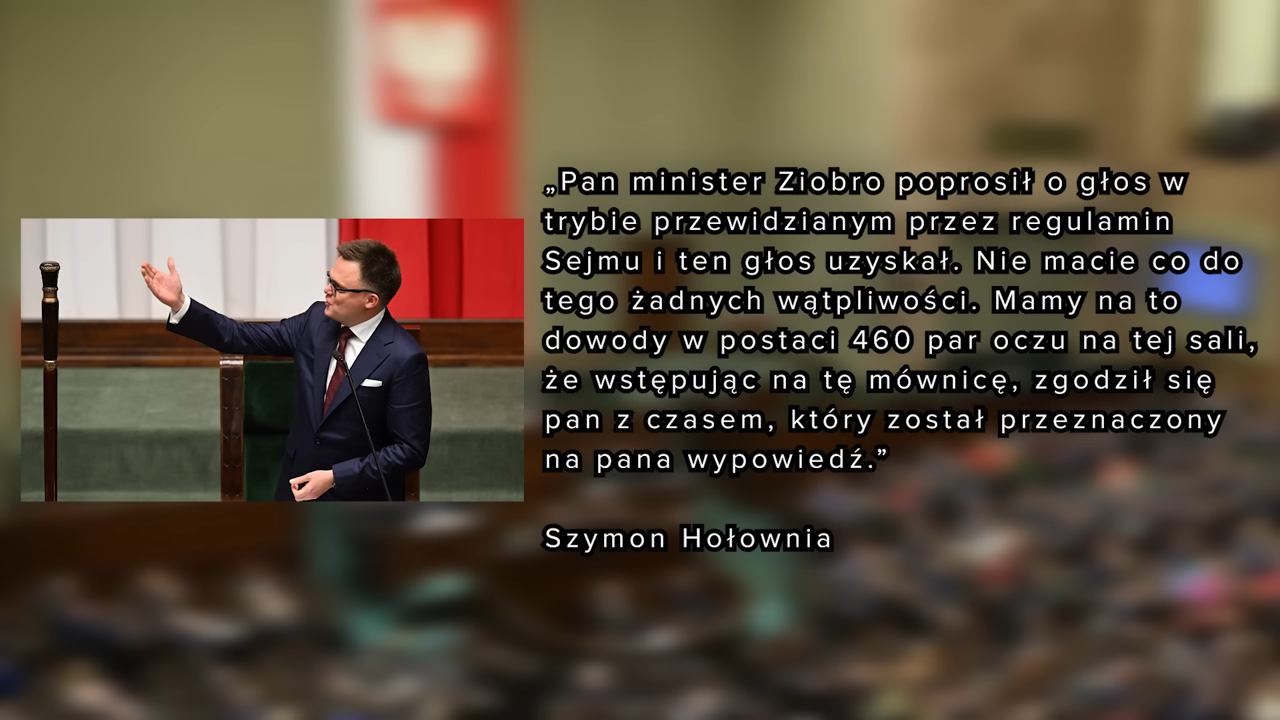 „Pan minister Ziobro poprosił o głos w
trybie przewidzianym przez regulamin
Sejmu i ten głos uzyskał. Nie macie co do
tego żadnych wątpliwości. Mamy na to
dowody w postaci 460 par oczu na tej sali,
że wstępując na tę mównicę, zgodził się
pan z czasem, który został przeznaczony
na pana wypowiedź.”
Szymon Hołownia